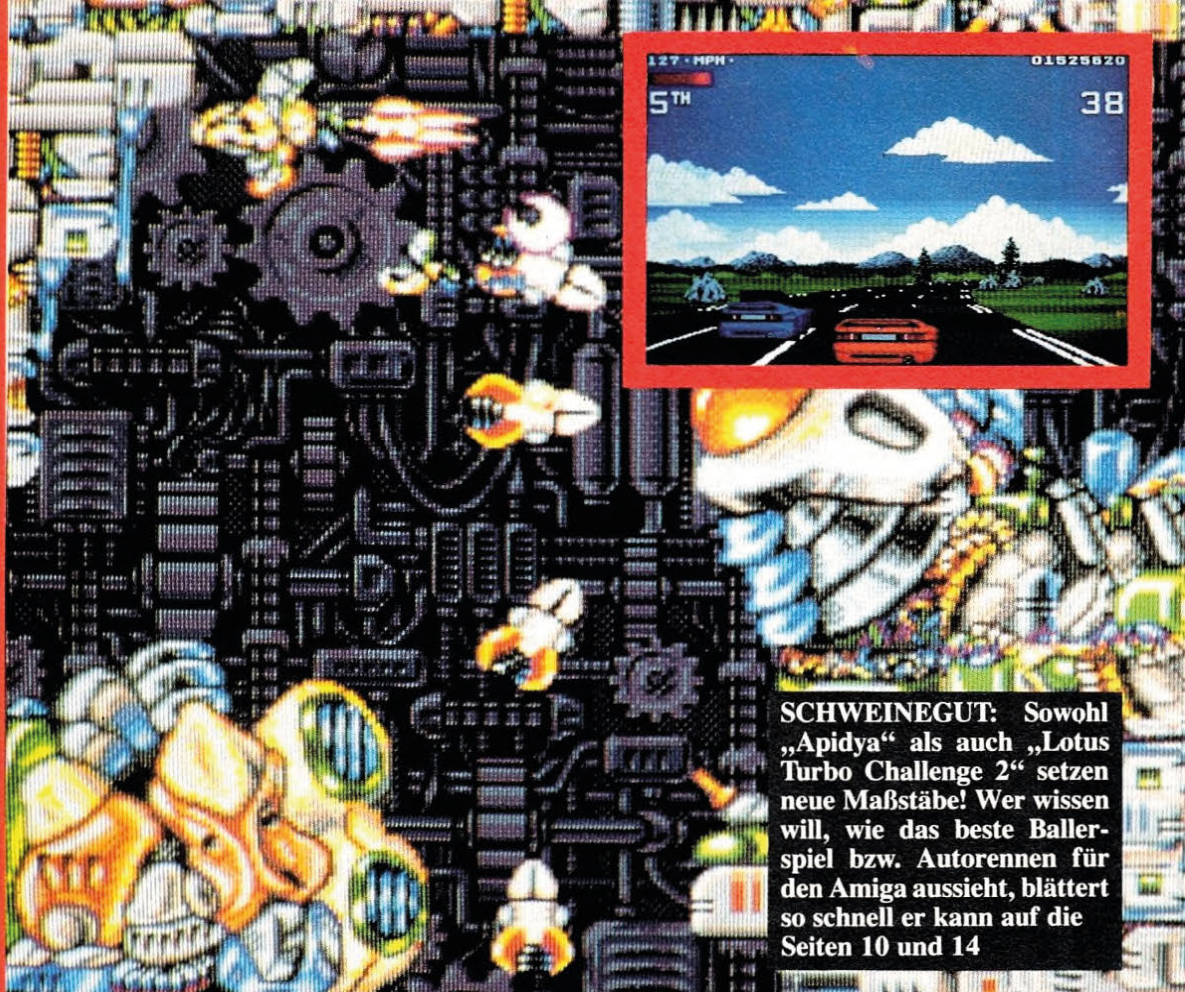 127 · MPH ·
01525620
5TH
38
SCHWEINEGUT: Sowohl
„Apidya“ als auch „Lotus
Turbo Challenge 2“ setzen
neue Maßstäbe! Wer wissen
will, wie das beste Baller-
spiel bzw. Autorennen für
den Amiga aussieht, blättert
so schnell er kann auf die
Seiten 10 und 14